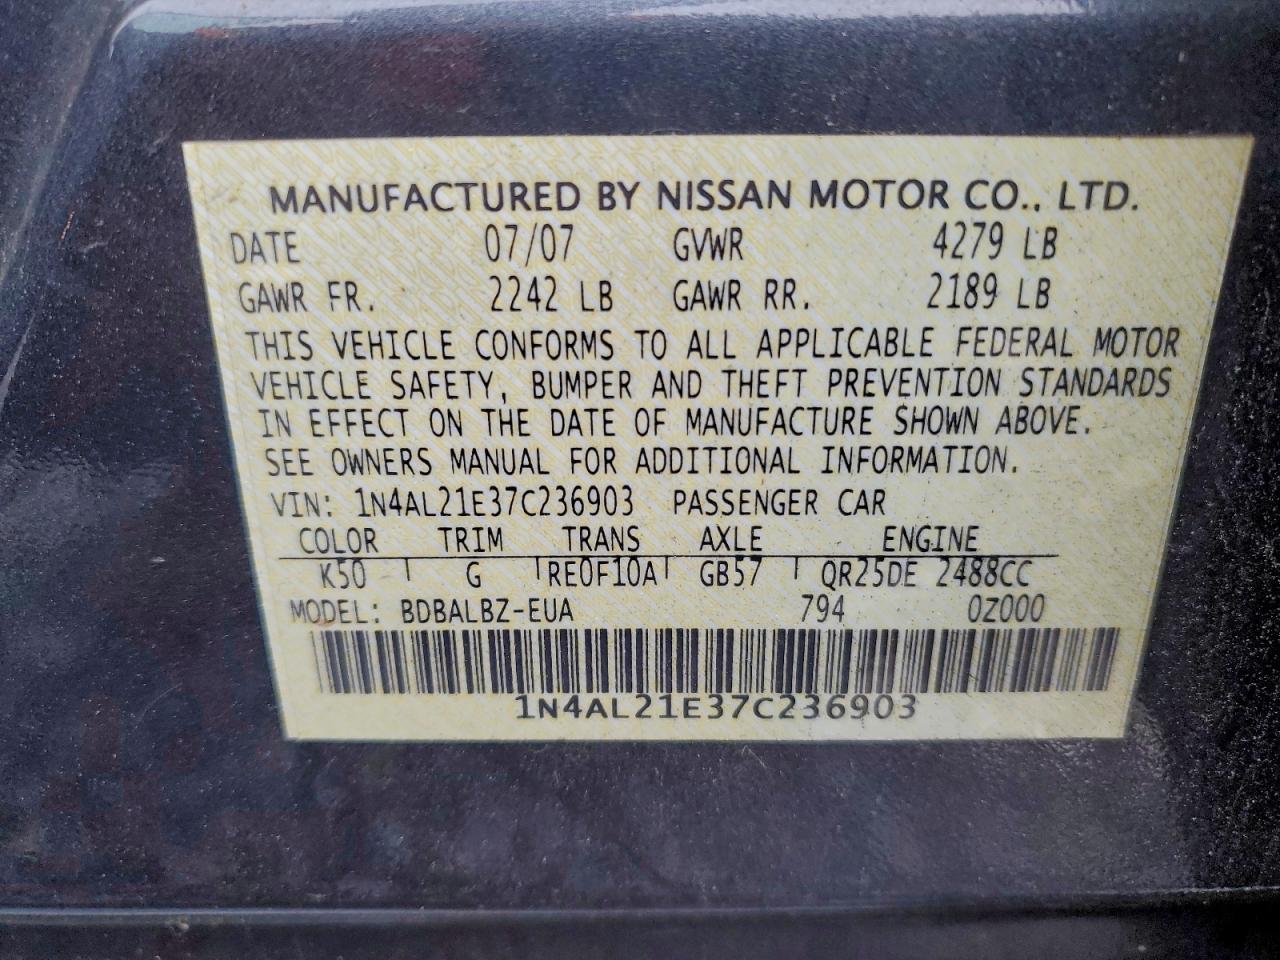 MANUFACTURED BY NISSAN MOTOR CO., LTD.
DATE 07/07 GVWR 4279 LB
GAWR FR. 2242 LB GAWR RR. 2189 LB
THIS VEHICLE CONFORMS TO ALL APPLICABLE FEDERAL MOTOR
VEHICLE SAFETY, BUMPER AND THEFT PREVENTION STANDARDS
IN EFFECT ON THE DATE OF MANUFACTURE SHOWN ABOVE.
SEE OWNERS MANUAL FOR ADDITIONAL INFORMATION.
VIN: 1N4AL21E37C236903 PASSENGER CAR
COLOR TRIM TRANS AXLE ENGINE
K50 G RE0F10A GB57 QR25DE 2488CC
MODEL: BDBALBZ-EUA 794 0Z000
1N4AL21E37C236903